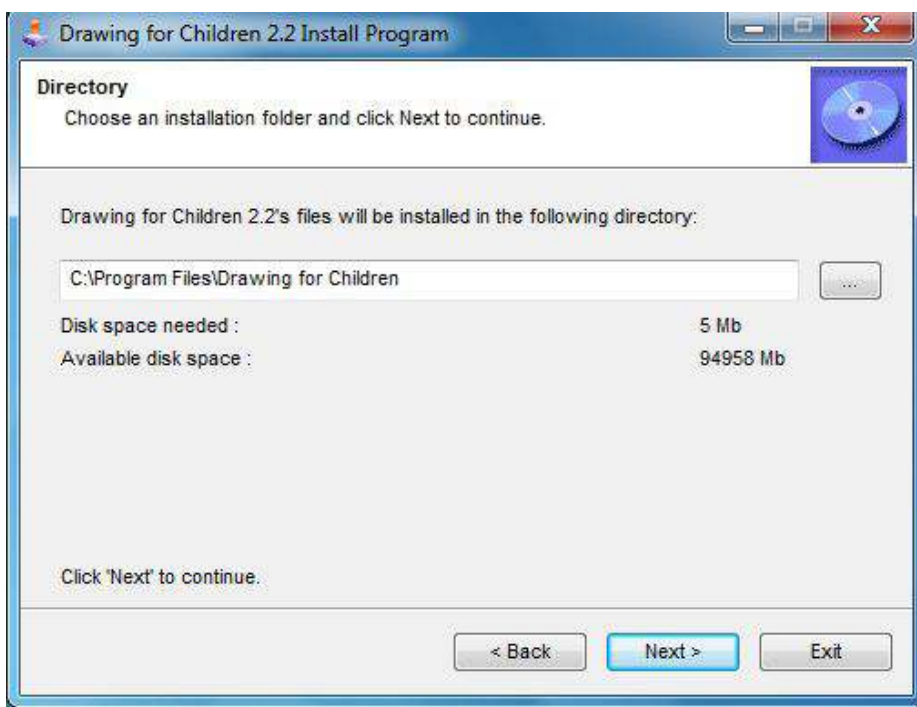 Drawing for Children 2.2 Install Program
Directory
Choose an installation folder and click Next to continue.
Drawing for Children 2.2's files will be installed in the following directory:
C:\Program Files\Drawing for Children
...
Disk space needed : 5 Mb
Available disk space : 94958 Mb
Click 'Next' to continue.
< Back Next > Exit